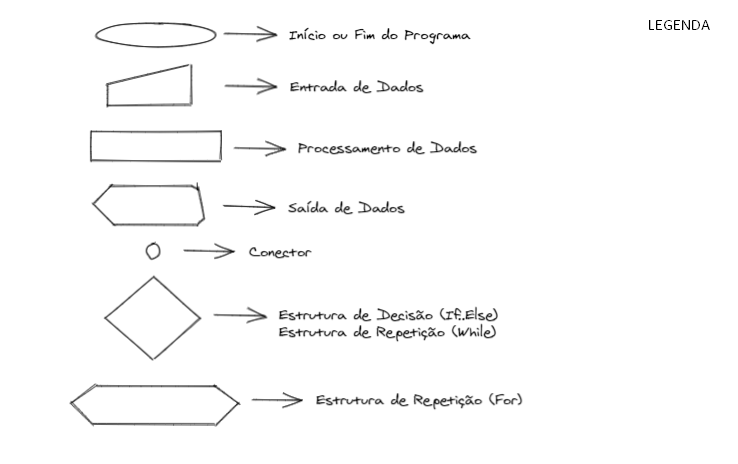 LEGENDA
Início ou Fim do Programa
Entrada de Dados
Processamento de Dados
Saída de Dados
Conector
Estrutura de Decisão (If.Else)
Estrutura de Repetição (While)
Estrutura de Repetição (For)